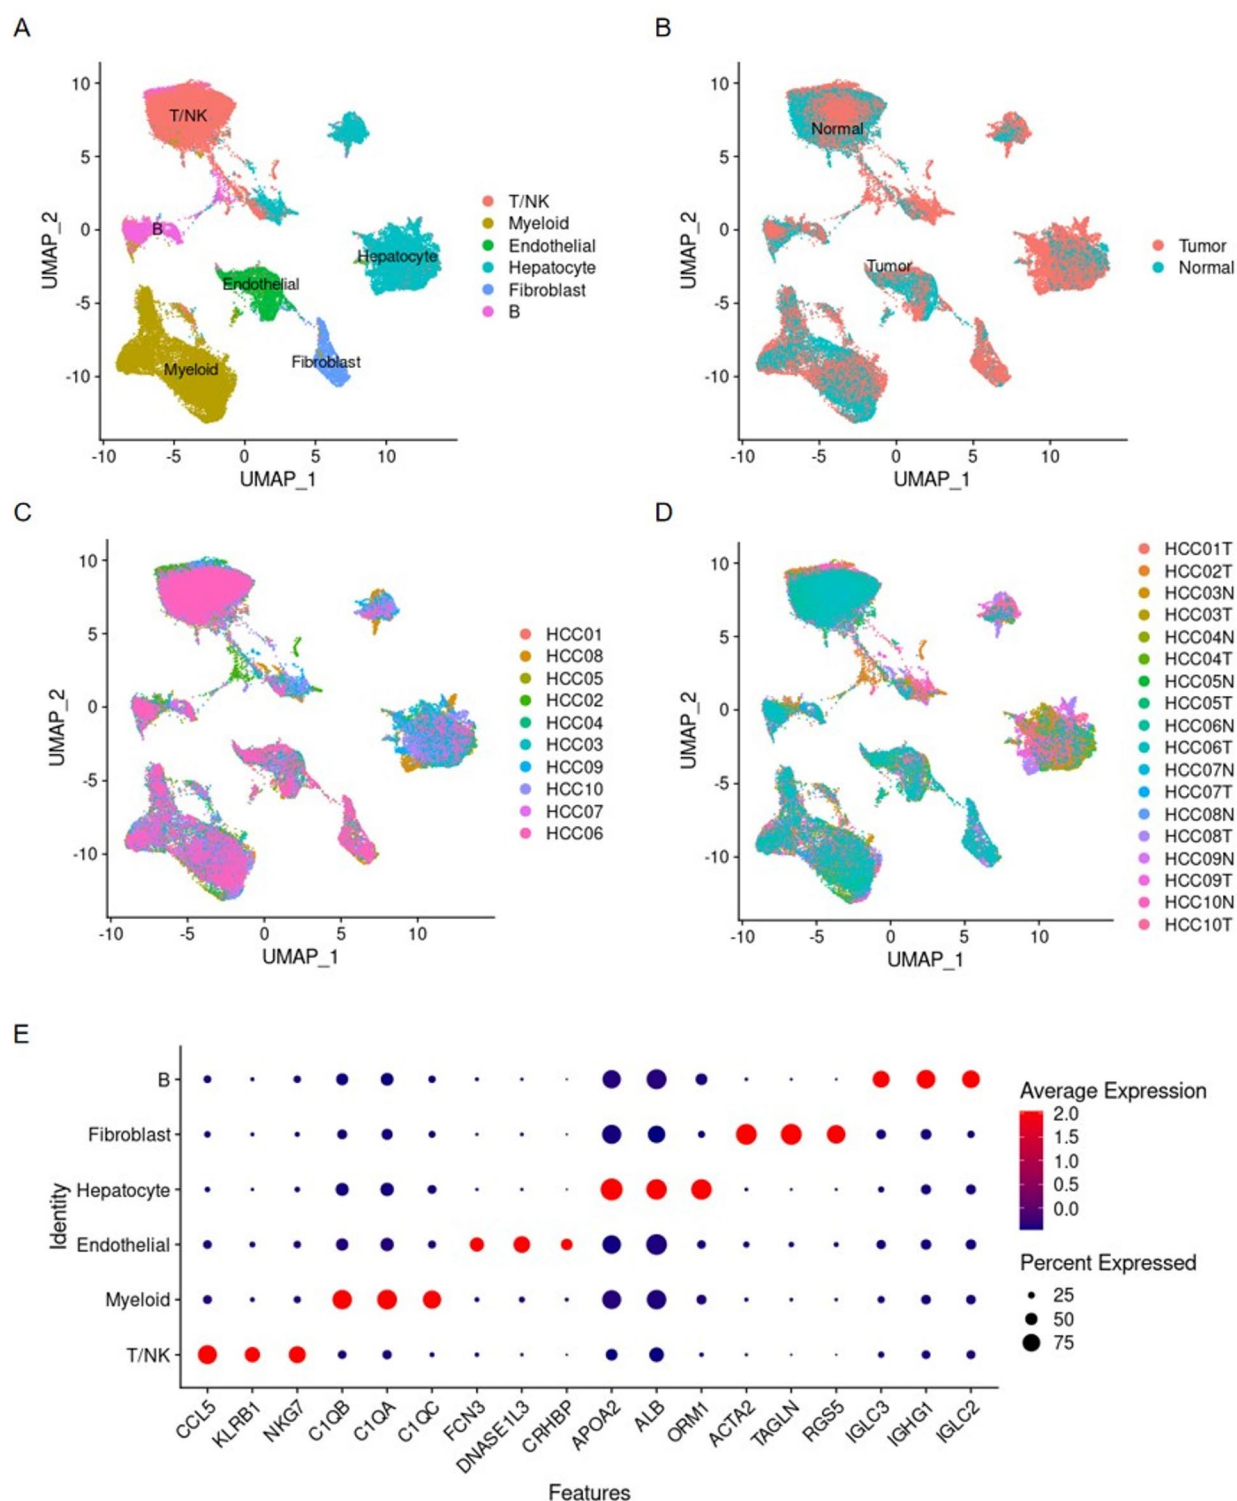 A
10
5
0
-5
-10
UMAP_2
T/NK
B
Endothelial
Hepatocyte
Myeloid
Fibroblast
-10 -5 0 5 10
UMAP_1
T/NK
Myeloid
Endothelial
Hepatocyte
Fibroblast
B
B
10
5
0
-5
-10
UMAP_2
Normal
Tumor
-10 -5 0 5 10
UMAP_1
Tumor
Normal
C
10
5
0
-5
-10
UMAP_2
-10 -5 0 5 10
UMAP_1
HCC01
HCC08
HCC05
HCC02
HCC04
HCC03
HCC09
HCC10
HCC07
HCC06
D
10
5
0
-5
-10
UMAP_2
-10 -5 0 5 10
UMAP_1
HCC01T
HCC02T
HCC03N
HCC03T
HCC04N
HCC04T
HCC05N
HCC05T
HCC06N
HCC06T
HCC07N
HCC07T
HCC08N
HCC08T
HCC09N
HCC09T
HCC10N
HCC10T
E
Identity
B
Fibroblast
Hepatocyte
Endothelial
Myeloid
T/NK
CCL5 KLRB1 NKG7 C1QB C1QA C1QC FCN3 DNASE1L3 CRHBP APOA2 ALB ORM1 ACTA2 TAGLN RGS5 IGLC3 IGHG1 IGLC2
Features
Average Expression
2.0
1.5
1.0
0.5
0.0
Percent Expressed
25
50
75